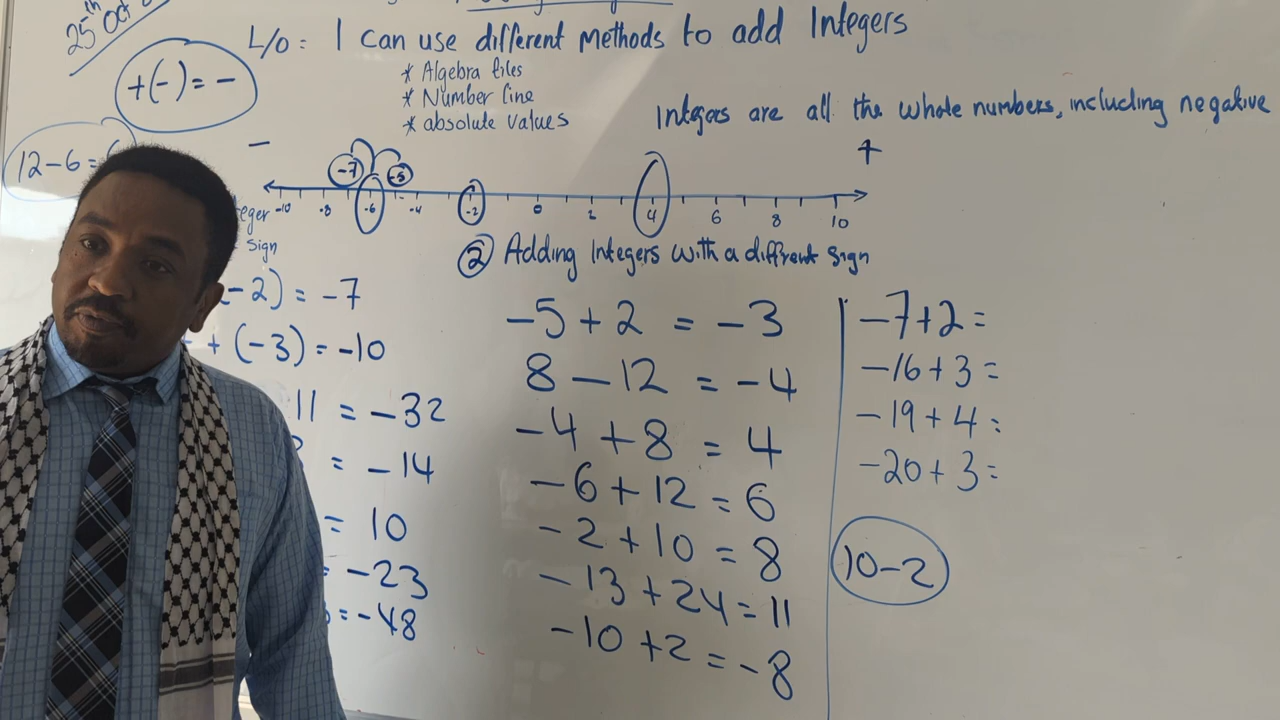 25th Oct
L/O: I can use different Methods to add Integers
* Algebra tiles
* Number line
* absolute values
+(-) = -
12-6=
Integers are all the whole numbers, including negative
- +
-7 -5
-10 -8 -6 -4 -2 0 2 4 6 8 10
sign
② Adding Integers with a different sign
-2) = -7
+ (-3) = -10
11 = -32
= -14
= 10
= -23
= -48
-5+2 = -3
8-12 = -4
-4+8 = 4
-6+12 = 6
-2+10 = 8
-13+24=11
-10+2=-8
-7+2=
-16+3=
-19+4:
-20+3=
10-2